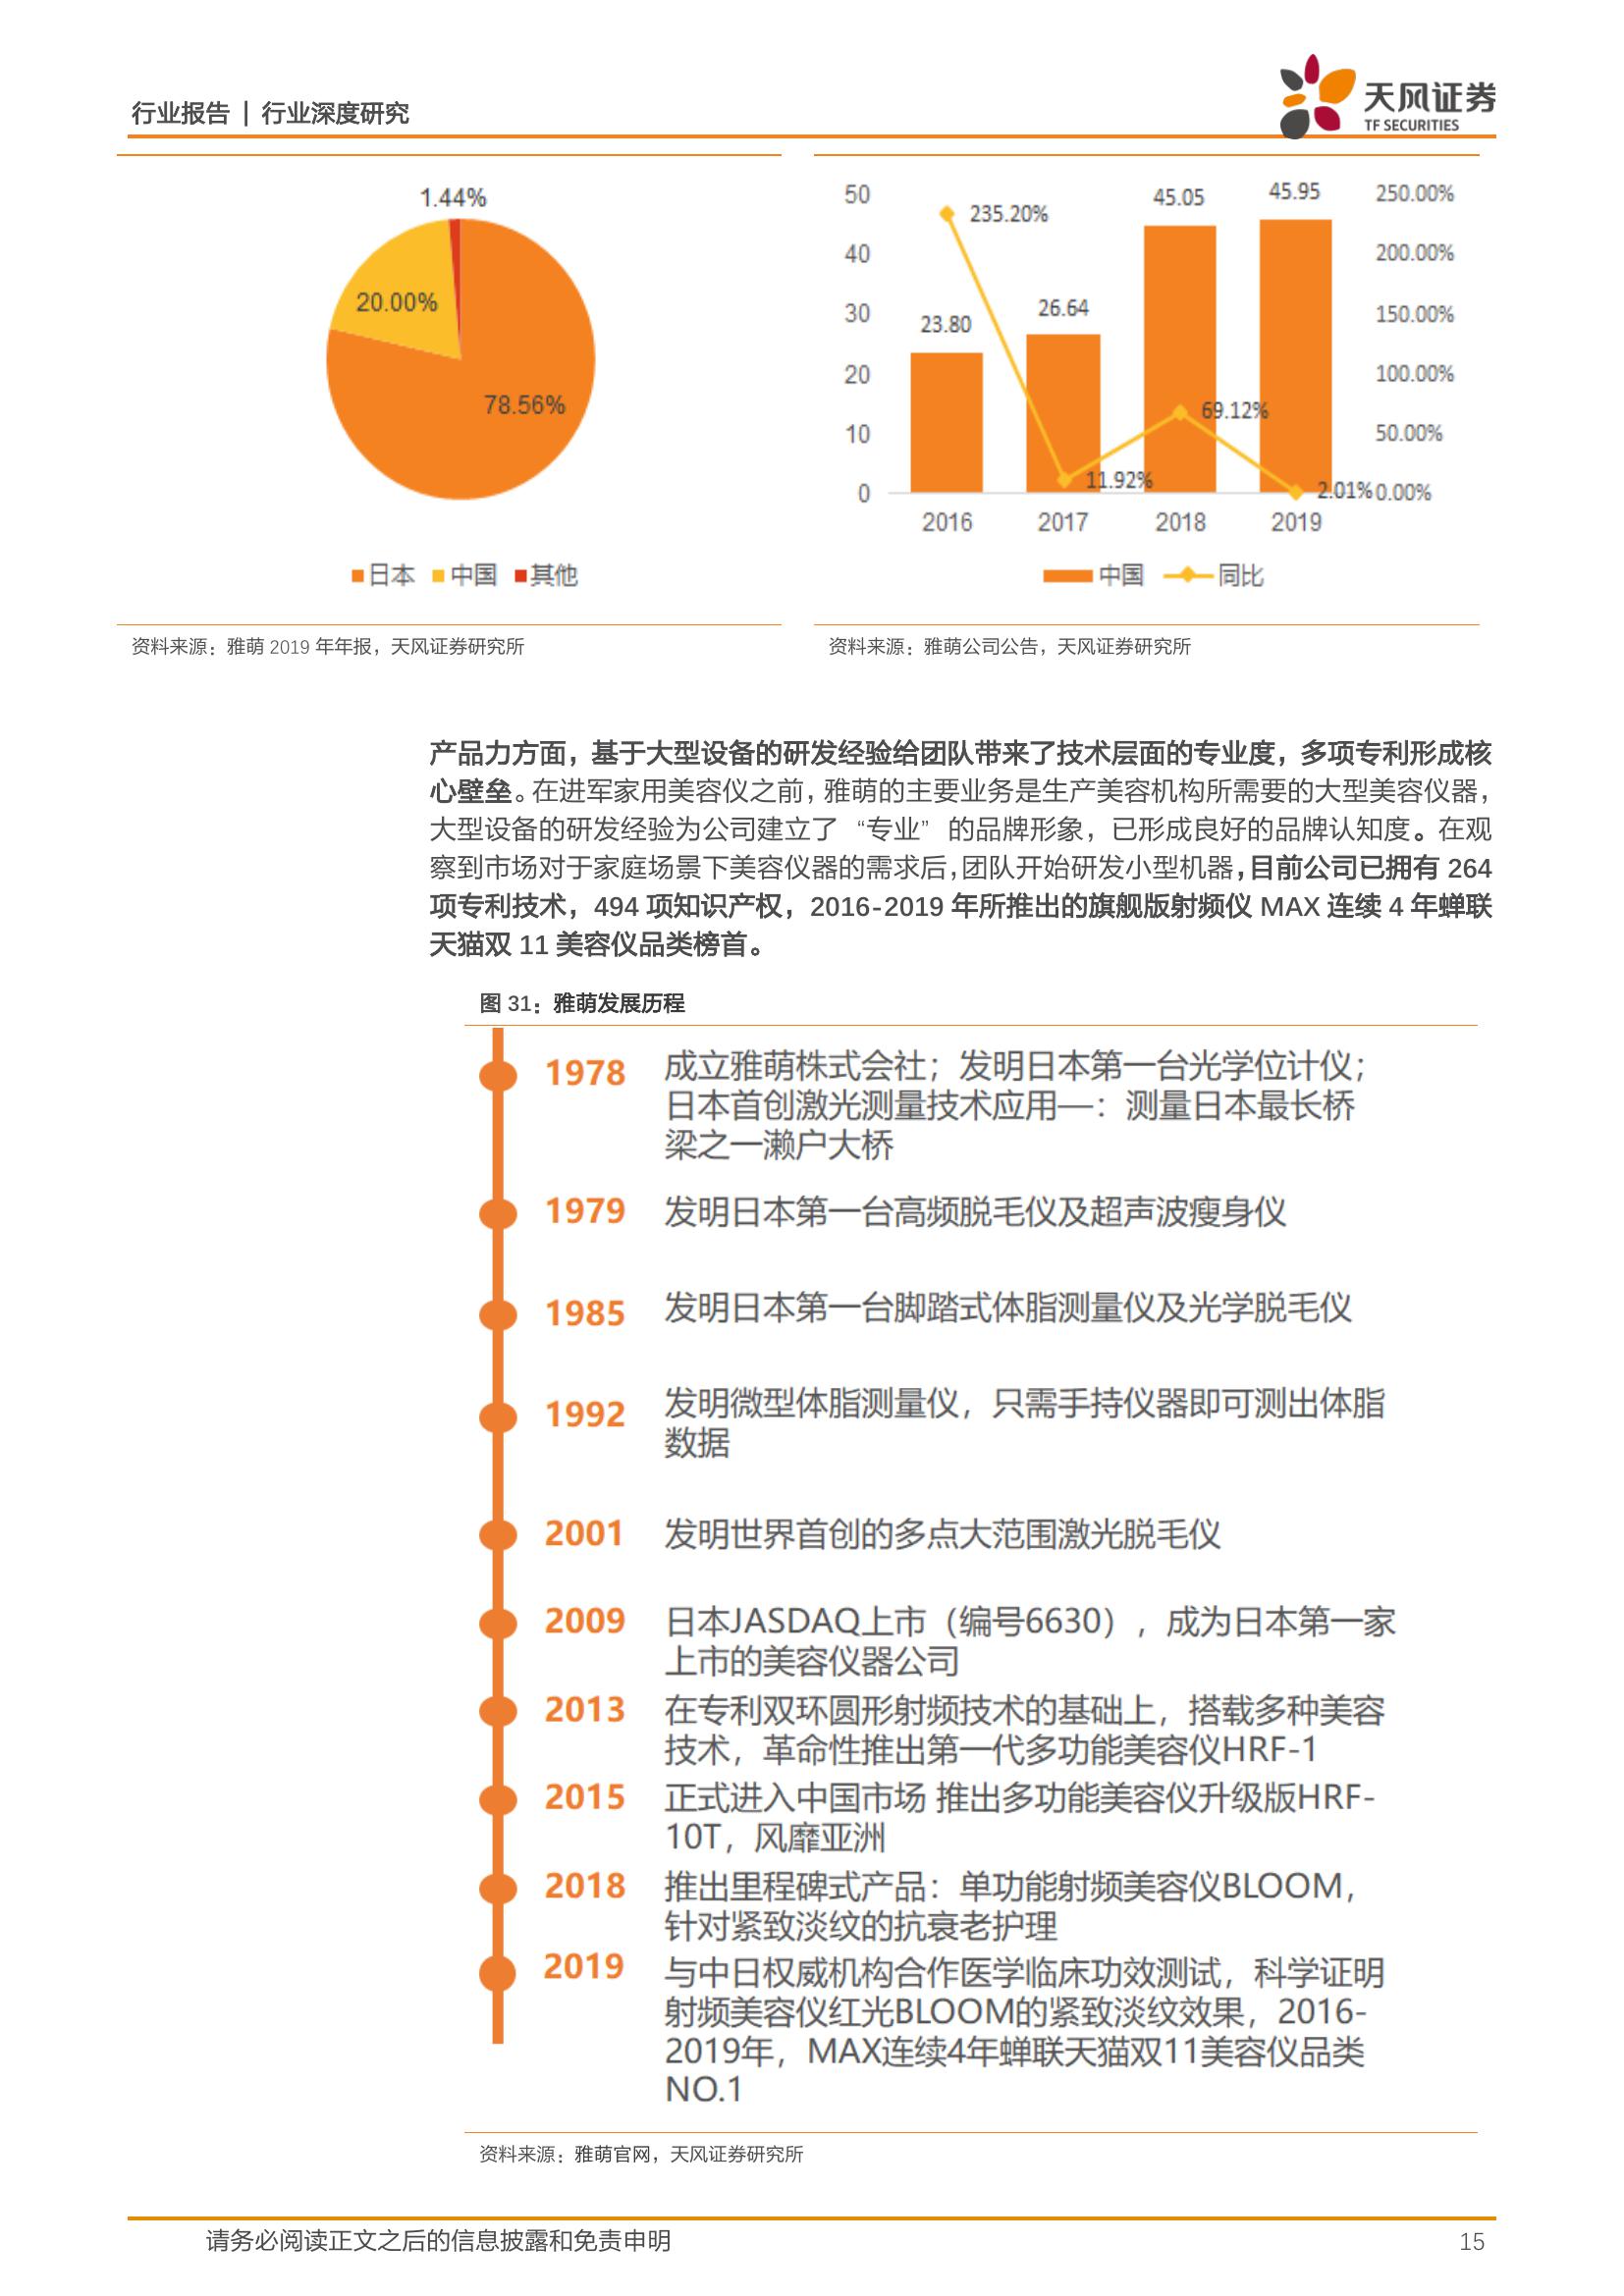 行业报告 | 行业深度研究
天风证券
TF SECURITIES
1.44%
20.00%
78.56%
日本 中国 其他
50
40
30
20
10
0
235.20%
23.80
26.64
45.05
45.95
11.92%
69.12%
2.01%
250.00%
200.00%
150.00%
100.00%
50.00%
0.00%
2016 2017 2018 2019
中国 同比
资料来源：雅萌 2019 年年报，天风证券研究所
资料来源：雅萌公司公告，天风证券研究所
产品力方面，基于大型设备的研发经验给团队带来了技术层面的专业度，多项专利形成核
心壁垒。在进军家用美容仪之前，雅萌的主要业务是生产美容机构所需要的大型美容仪器，
大型设备的研发经验为公司建立了“专业”的品牌形象，已形成良好的品牌认知度。在观
察到市场对于家庭场景下美容仪器的需求后，团队开始研发小型机器，目前公司已拥有 264
项专利技术，494 项知识产权，2016-2019 年所推出的旗舰版射频仪 MAX 连续 4 年蝉联
天猫双 11 美容仪品类榜首。
图 31：雅萌发展历程
1978
成立雅萌株式会社；发明日本第一台光学位计仪；
日本首创激光测量技术应用—：测量日本最长桥
梁之一濑户大桥
1979
发明日本第一台高频脱毛仪及超声波瘦身仪
1985
发明日本第一台脚踏式体脂测量仪及光学脱毛仪
1992
发明微型体脂测量仪，只需手持仪器即可测出体脂
数据
2001
发明世界首创的多点大范围激光脱毛仪
2009
日本JASDAQ上市（编号6630），成为日本第一家
上市的美容仪器公司
2013
在专利双环圆形射频技术的基础上，搭载多种美容
技术，革命性推出第一代多功能美容仪HRF-1
2015
正式进入中国市场 推出多功能美容仪升级版HRF-
10T，风靡亚洲
2018
推出里程碑式产品：单功能射频美容仪BLOOM，
针对紧致淡纹的抗衰老护理
2019
与中日权威机构合作医学临床功效测试，科学证明
射频美容仪红光BLOOM的紧致淡纹效果，2016-
2019年，MAX连续4年蝉联天猫双11美容仪品类
NO.1
资料来源：雅萌官网，天风证券研究所
请务必阅读正文之后的信息披露和免责申明
15